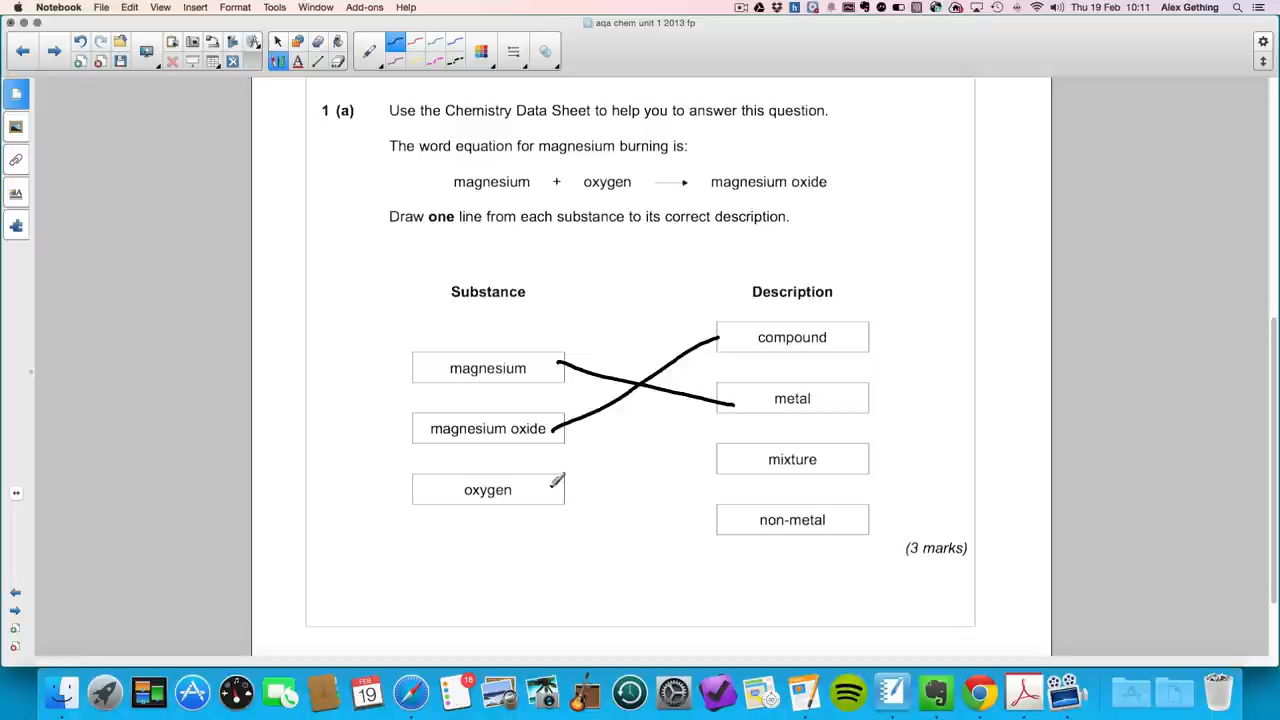 Notebook File Edit View Insert Format Tools Window Add-ons Help Thu 19 Feb 10:11 Alex Gething
aqa chem unit 1 2013 fp
1 (a) Use the Chemistry Data Sheet to help you to answer this question.
The word equation for magnesium burning is:
magnesium + oxygen → magnesium oxide
Draw one line from each substance to its correct description.
Substance Description
compound
magnesium
metal
magnesium oxide
mixture
oxygen
non-metal
(3 marks)
FEB
19
18